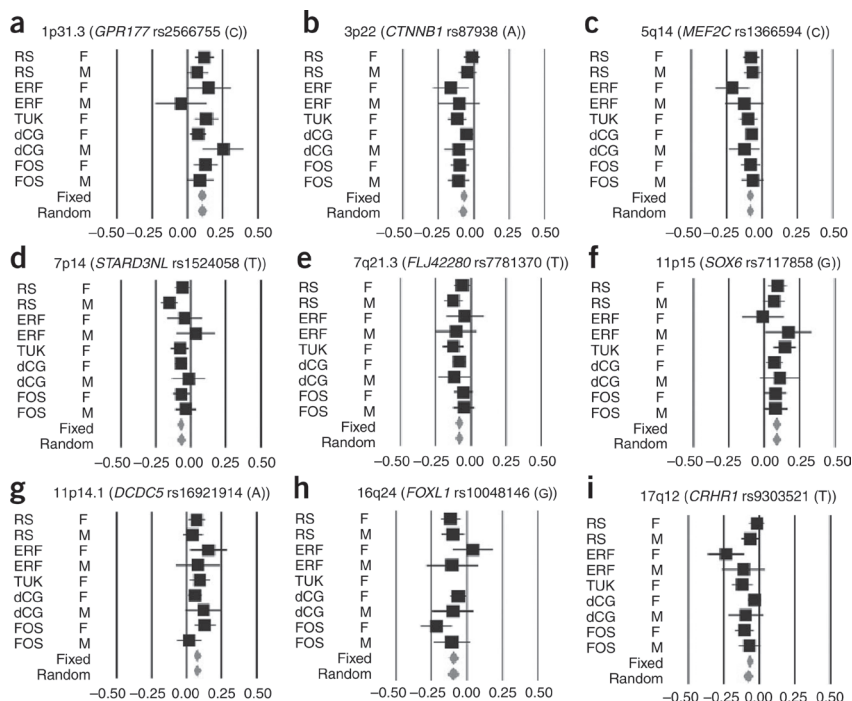 a
1p31.3 (GPR177 rs2566755 (C))
RS F
RS M
ERF F
ERF M
TUK F
dCG F
dCG M
FOS F
FOS M
Fixed
Random
−0.50 −0.25 0.00 0.25 0.50
b
3p22 (CTNNB1 rs87938 (A))
RS F
RS M
ERF F
ERF M
TUK F
dCG F
dCG M
FOS F
FOS M
Fixed
Random
−0.50 −0.25 0.00 0.25 0.50
c
5q14 (MEF2C rs1366594 (C))
RS F
RS M
ERF F
ERF M
TUK F
dCG F
dCG M
FOS F
FOS M
Fixed
Random
−0.50 −0.25 0.00 0.25 0.50
d
7p14 (STARD3NL rs1524058 (T))
RS F
RS M
ERF F
ERF M
TUK F
dCG F
dCG M
FOS F
FOS M
Fixed
Random
−0.50 −0.25 0.00 0.25 0.50
e
7q21.3 (FLJ42280 rs7781370 (T))
RS F
RS M
ERF F
ERF M
TUK F
dCG F
dCG M
FOS F
FOS M
Fixed
Random
−0.50 −0.25 0.00 0.25 0.50
f
11p15 (SOX6 rs7117858 (G))
RS F
RS M
ERF F
ERF M
TUK F
dCG F
dCG M
FOS F
FOS M
Fixed
Random
−0.50 −0.25 0.00 0.25 0.50
g
11p14.1 (DCDC5 rs16921914 (A))
RS F
RS M
ERF F
ERF M
TUK F
dCG F
dCG M
FOS F
FOS M
Fixed
Random
−0.50 −0.25 0.00 0.25 0.50
h
16q24 (FOXL1 rs10048146 (G))
RS F
RS M
ERF F
ERF M
TUK F
dCG F
dCG M
FOS F
FOS M
Fixed
Random
−0.50 −0.25 0.00 0.25 0.50
i
17q12 (CRHR1 rs9303521 (T))
RS F
RS M
ERF F
ERF M
TUK F
dCG F
dCG M
FOS F
FOS M
Fixed
Random
−0.50 −0.25 0.00 0.25 0.50